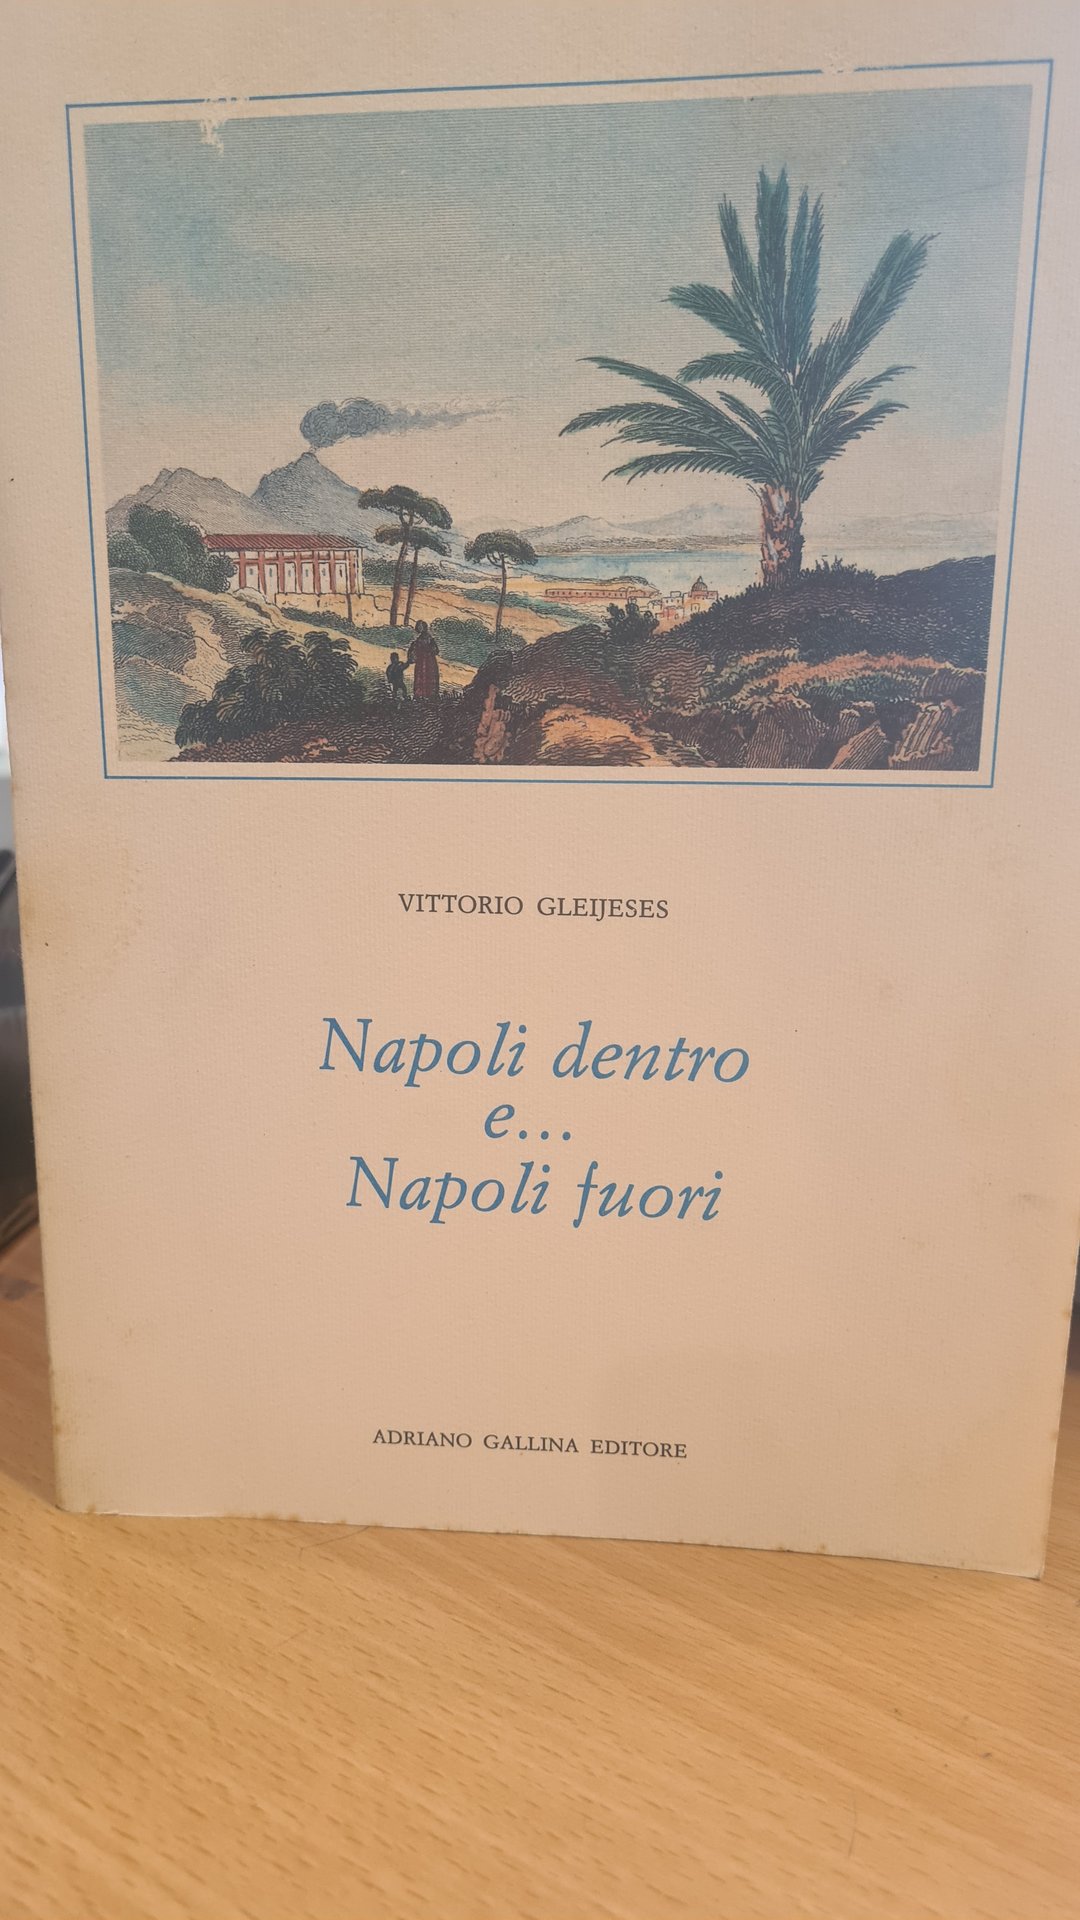 VITTORIO GLEIJESES
Napoli dentro
e...
Napoli fuori
ADRIANO GALLINA EDITORE